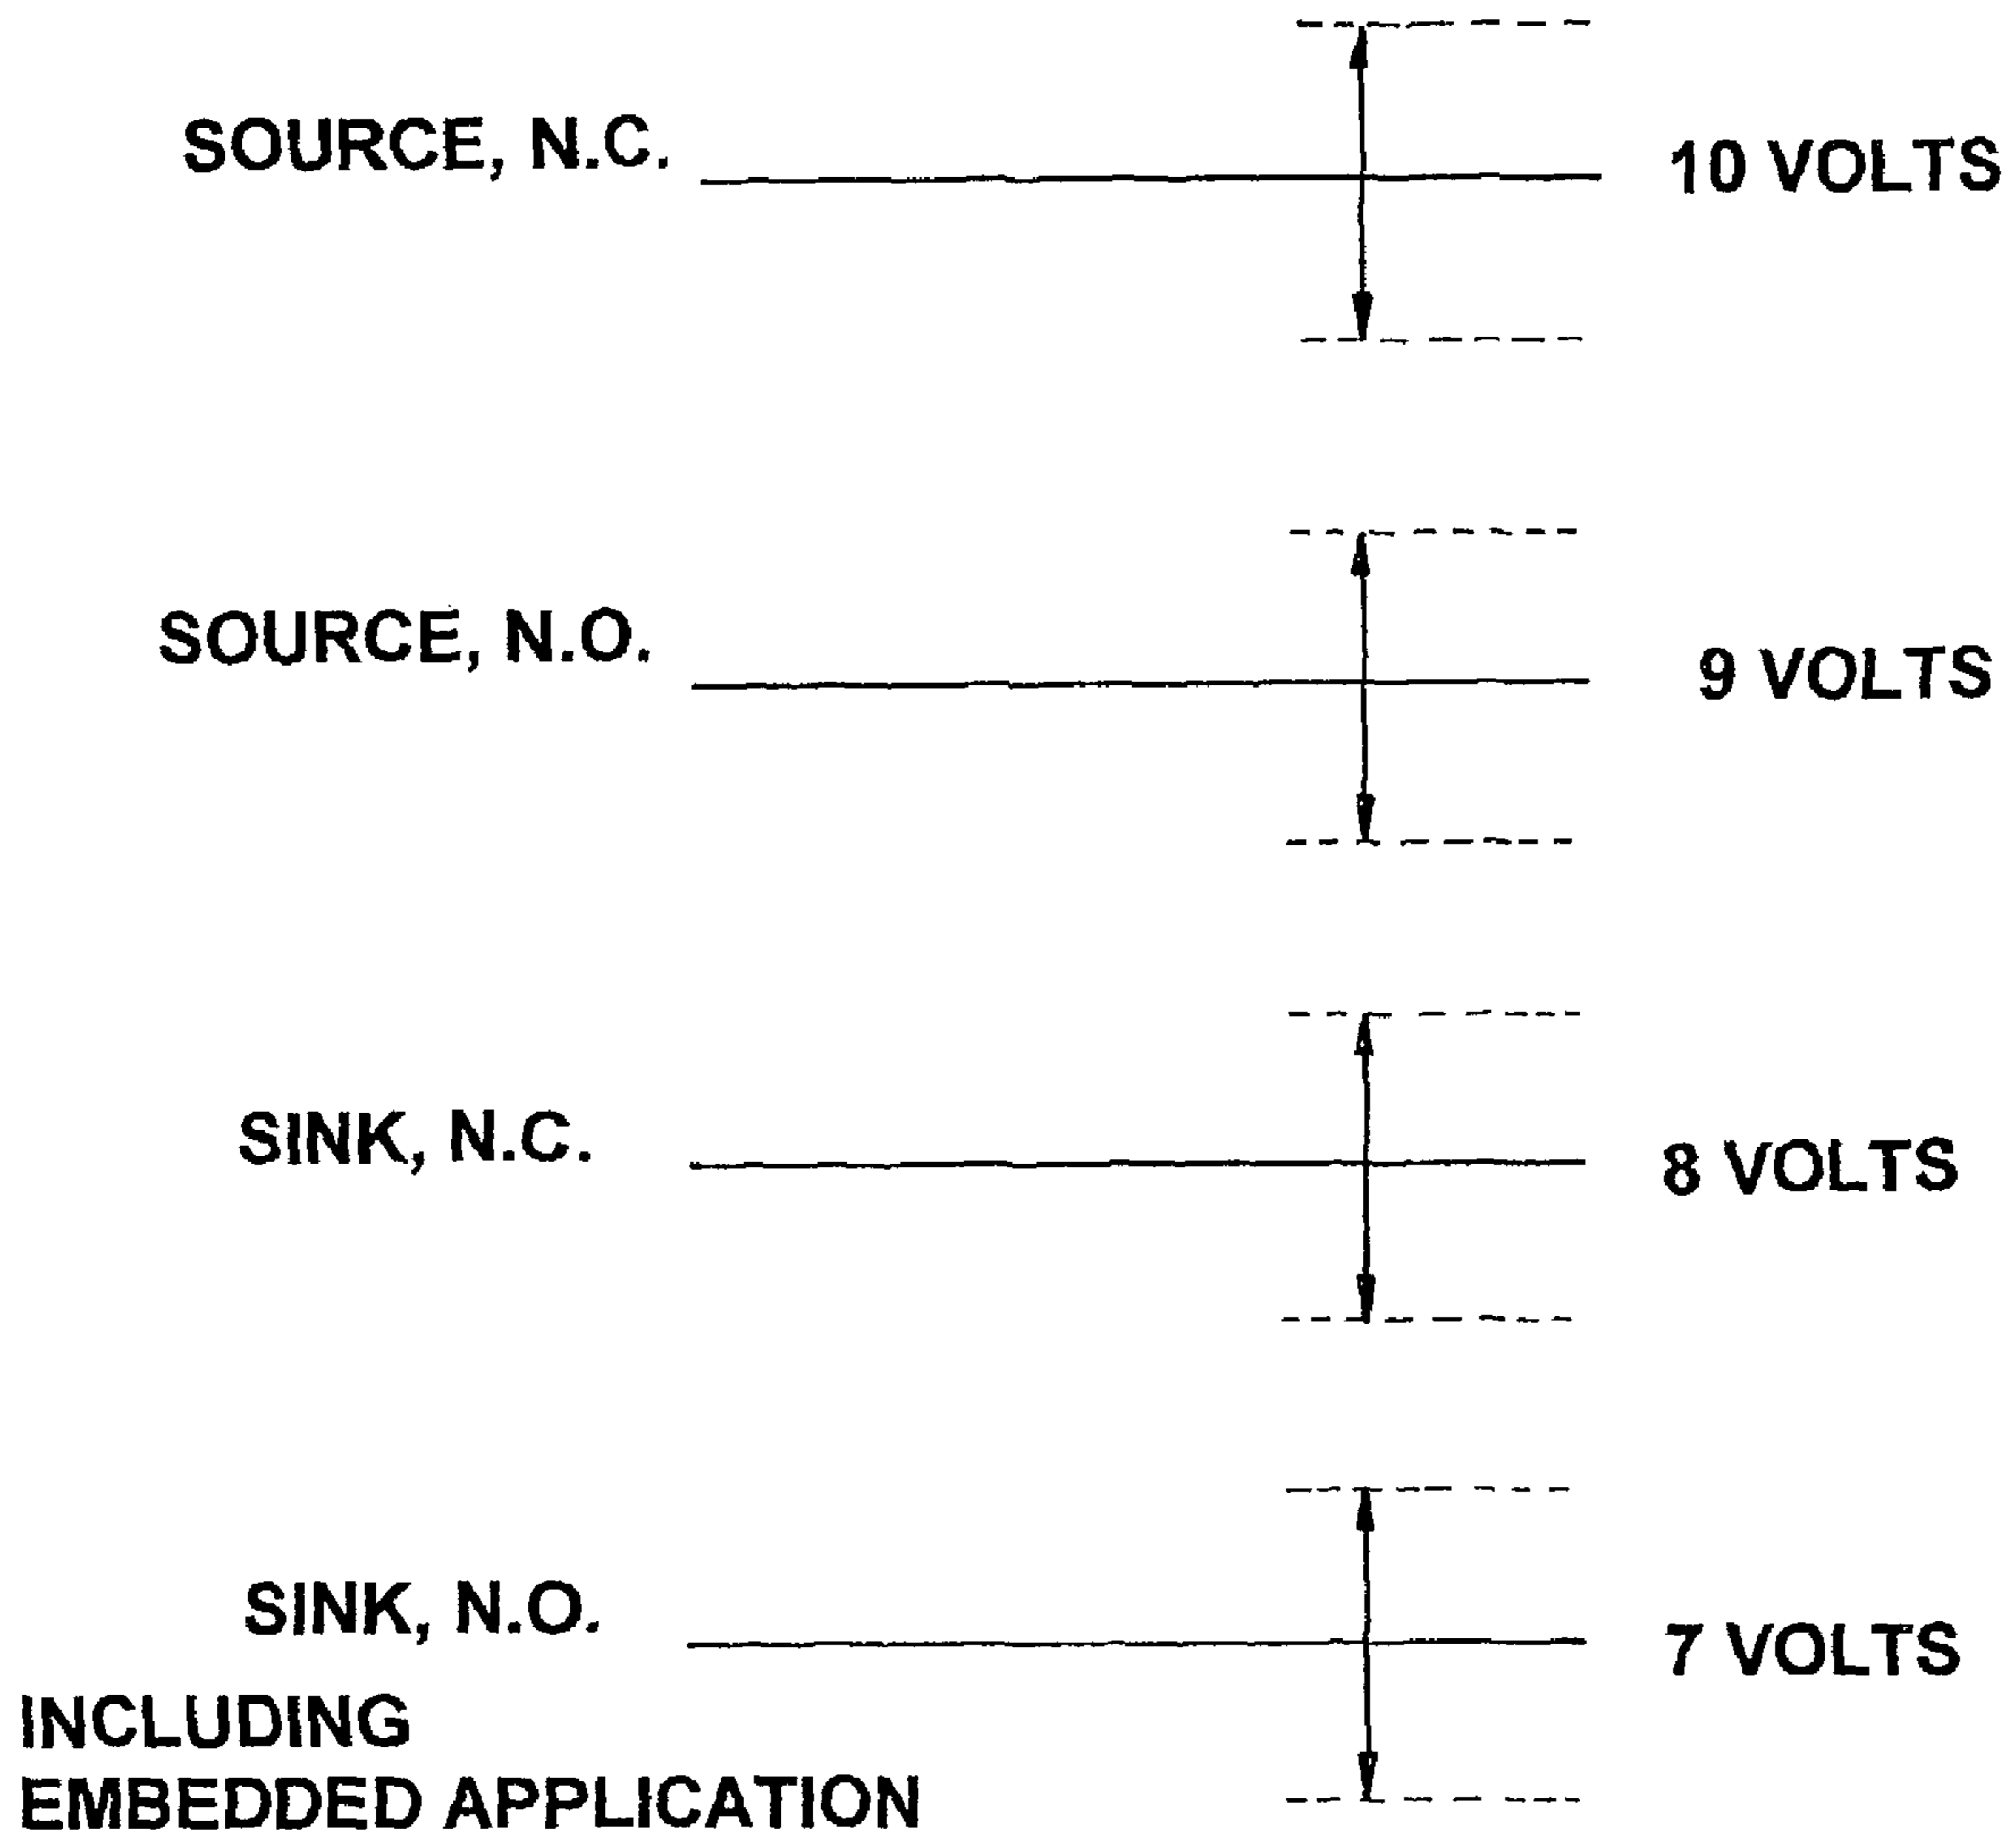 SOURCE, N.C.
10 VOLTS
SOURCE, N.O.
9 VOLTS
SINK, N.C.
8 VOLTS
SINK, N.O.
7 VOLTS
INCLUDING
EMBEDDED APPLICATION